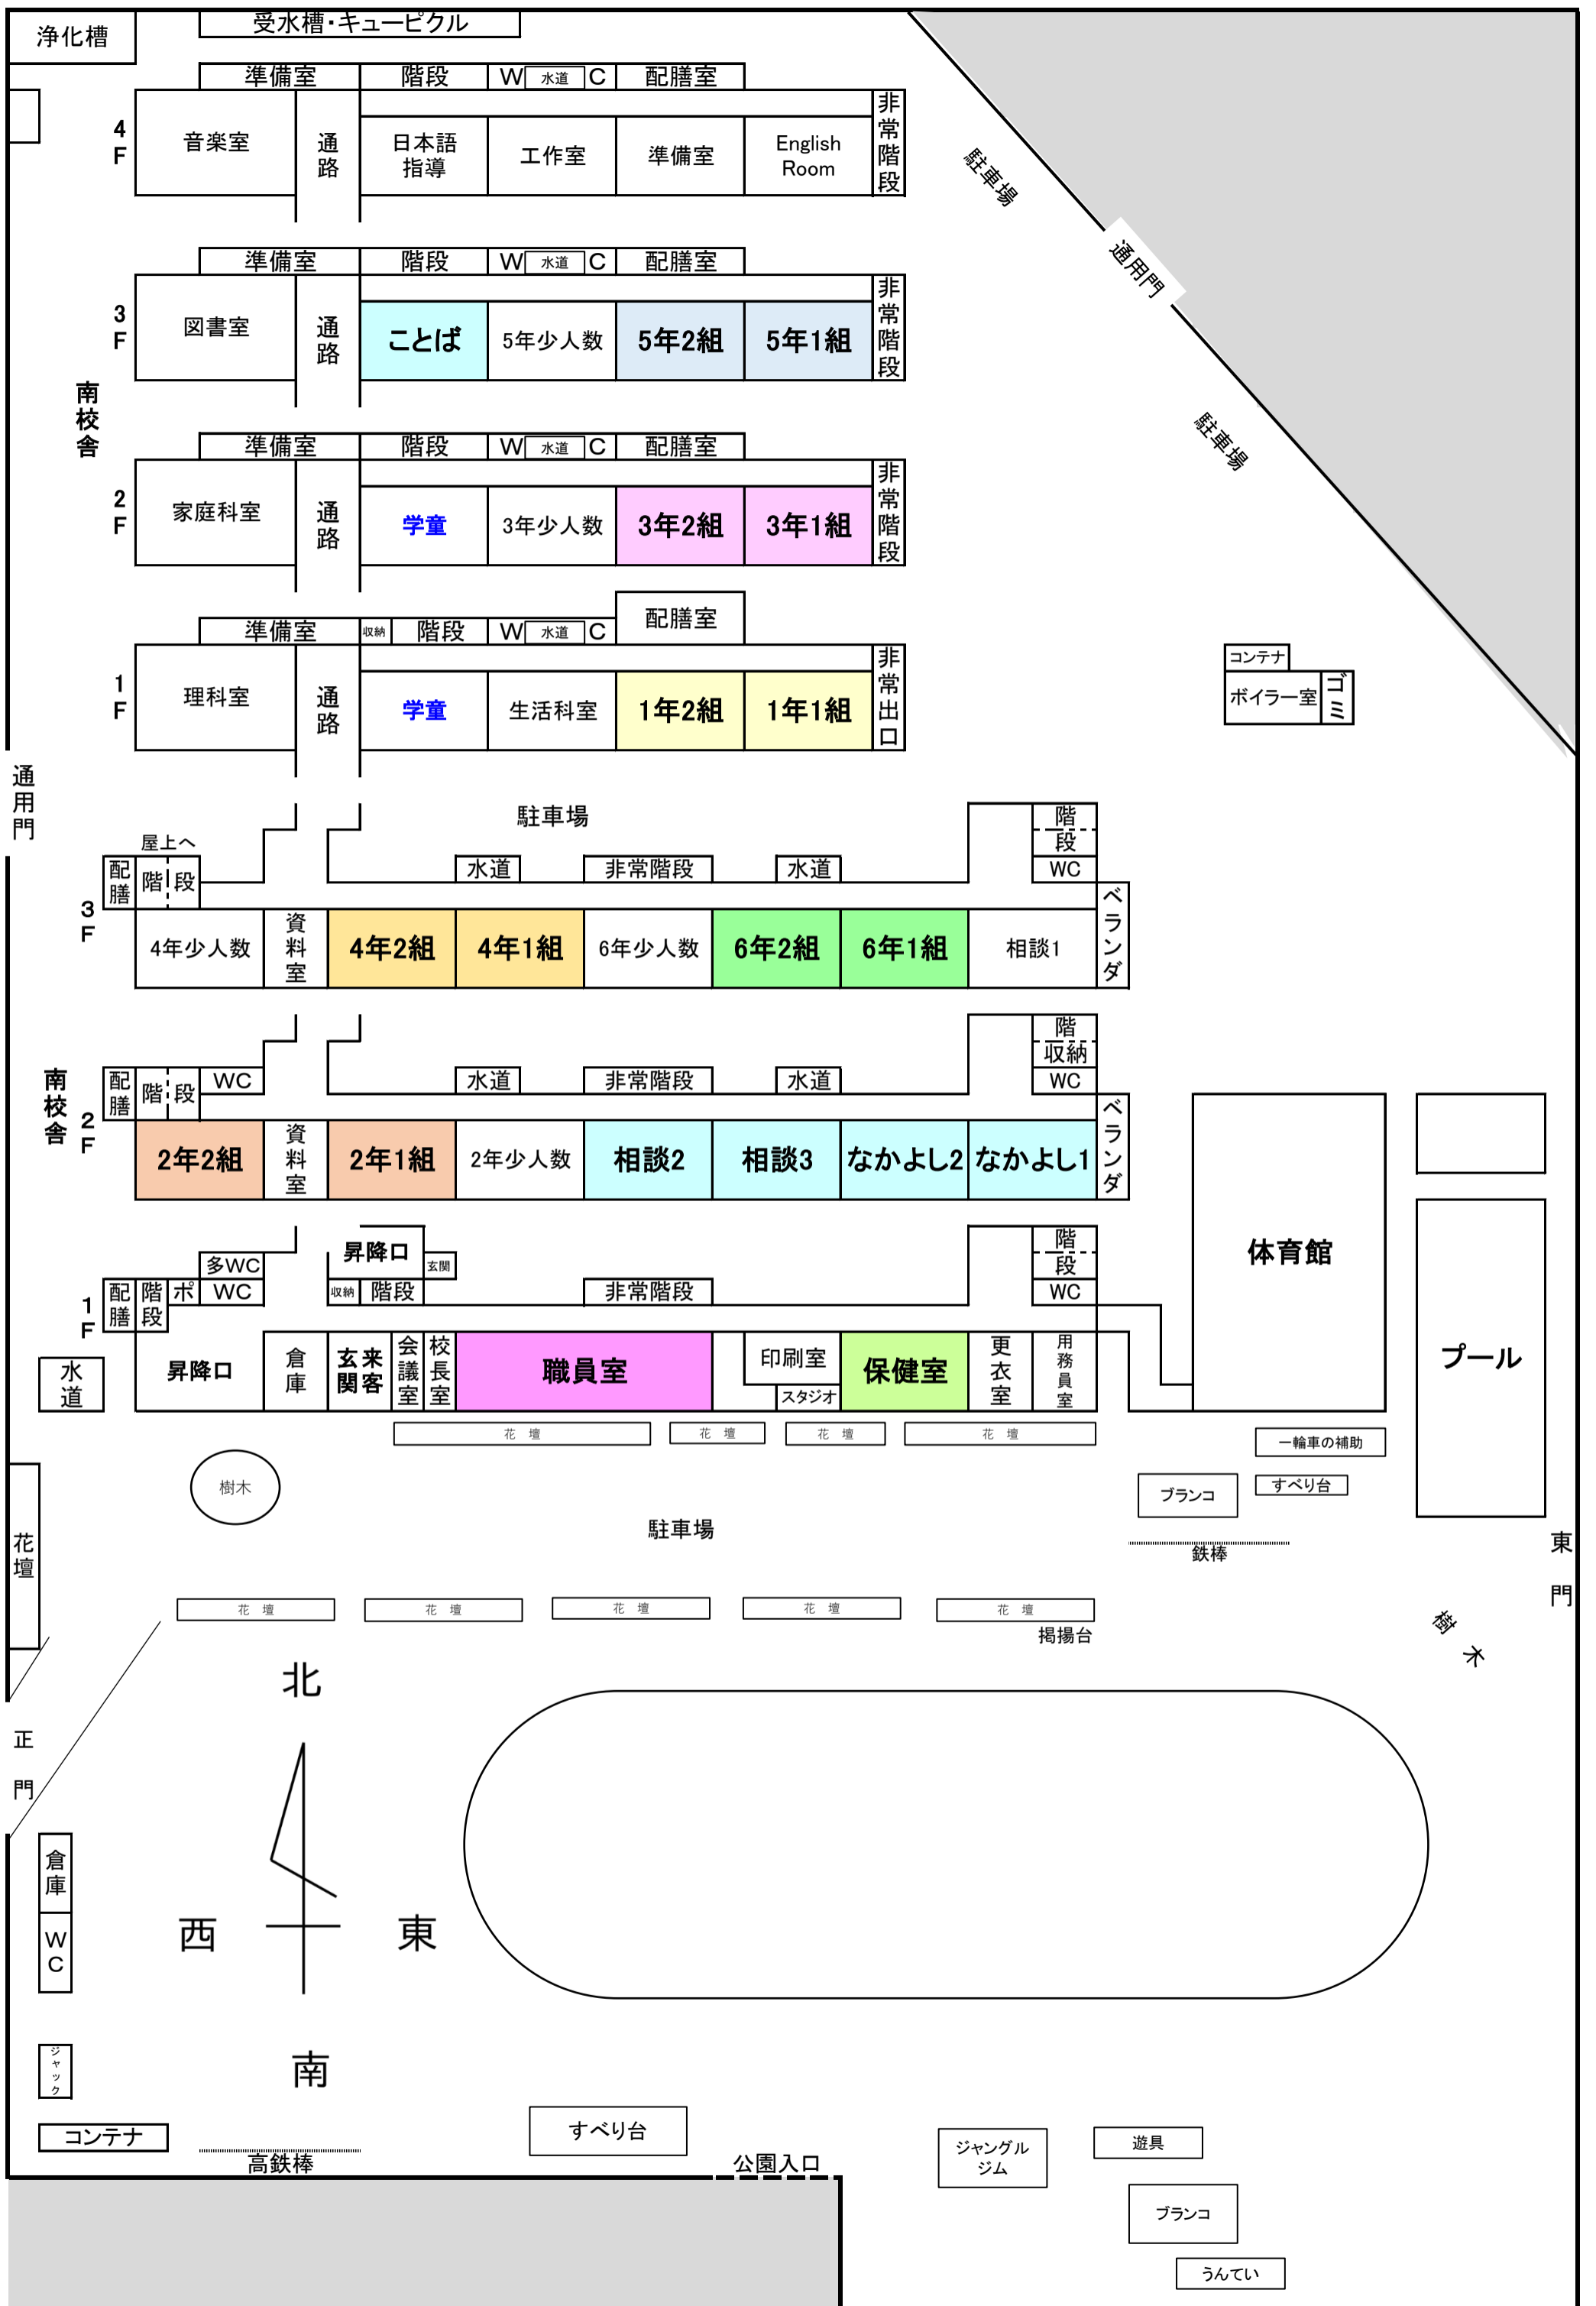 浄化槽
受水槽・キュービクル
準備室
階段
W 水道 C
配膳室
4F
音楽室
通路
日本語
指導
工作室
準備室
English
Room
非常階段
駐車場
通用門
駐車場
準備室
階段
W 水道 C
配膳室
3F
図書室
通路
ことば
5年少人数
5年2組
5年1組
非常階段
南校舎
準備室
階段
W 水道 C
配膳室
2F
家庭科室
通路
学童
3年少人数
3年2組
3年1組
非常階段
準備室
収納
階段
W 水道 C
配膳室
1F
理科室
通路
学童
生活科室
1年2組
1年1組
非常出口
コンテナ
ボイラー室
ゴミ
通用門
駐車場
屋上へ
配膳
階段
水道
非常階段
水道
階段
WC
3F
4年少人数
資料室
4年2組
4年1組
6年少人数
6年2組
6年1組
相談1
ベランダ
南校舎
配膳
階段
WC
水道
非常階段
水道
階
収納
WC
2F
2年2組
資料室
2年1組
2年少人数
相談2
相談3
なかよし2
なかよし1
ベランダ
体育館
プール
多WC
昇降口
玄関
配膳
階段
ポ
WC
収納
階段
非常階段
階段
WC
1F
水道
昇降口
倉庫
来客
玄関
会議室
校長室
職員室
印刷室
スタジオ
保健室
更衣室
用務員室
花 壇
花 壇
花 壇
花 壇
一輪車の補助
樹木
ブランコ
すべり台
駐車場
鉄棒
花壇
東門
花 壇
花 壇
花 壇
花 壇
花 壇
掲揚台
樹木
正門
北
西
東
南
倉庫
WC
ジャック
コンテナ
高鉄棒
すべり台
公園入口
ジャングル
ジム
遊具
ブランコ
うんてい